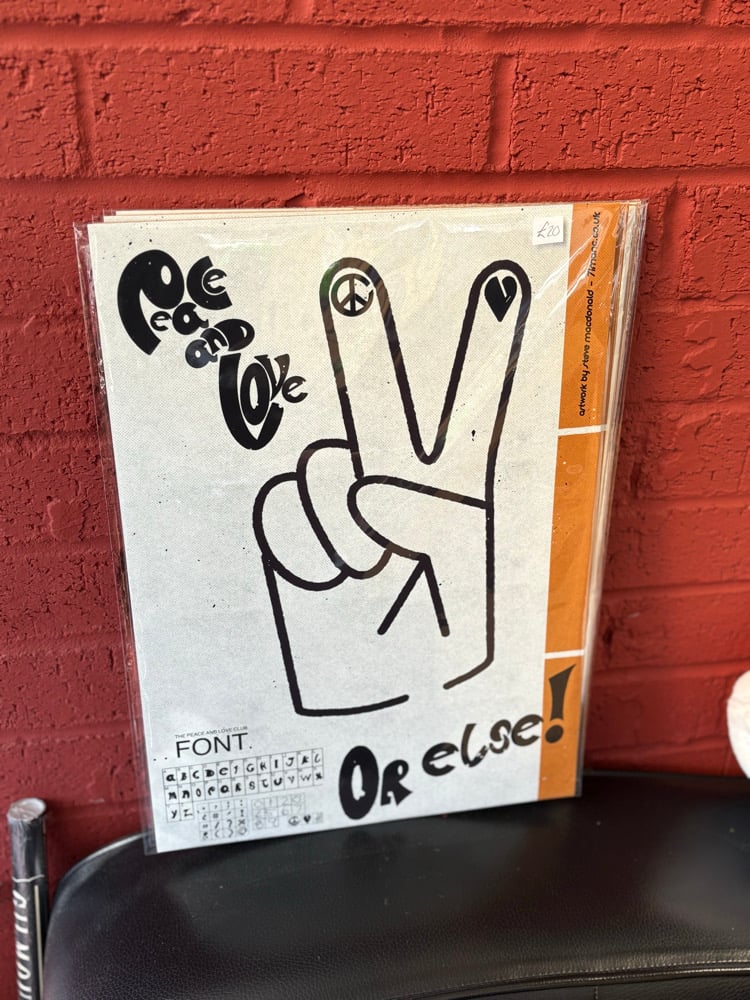 Peace
and
Love
£20
artwork by steve macdonald -
THE PEACE AND LOVE CLUB
FONT.
A B C D E F G H I J K L
M N O P Q R S T U V W X
Y Z
OR eLse!